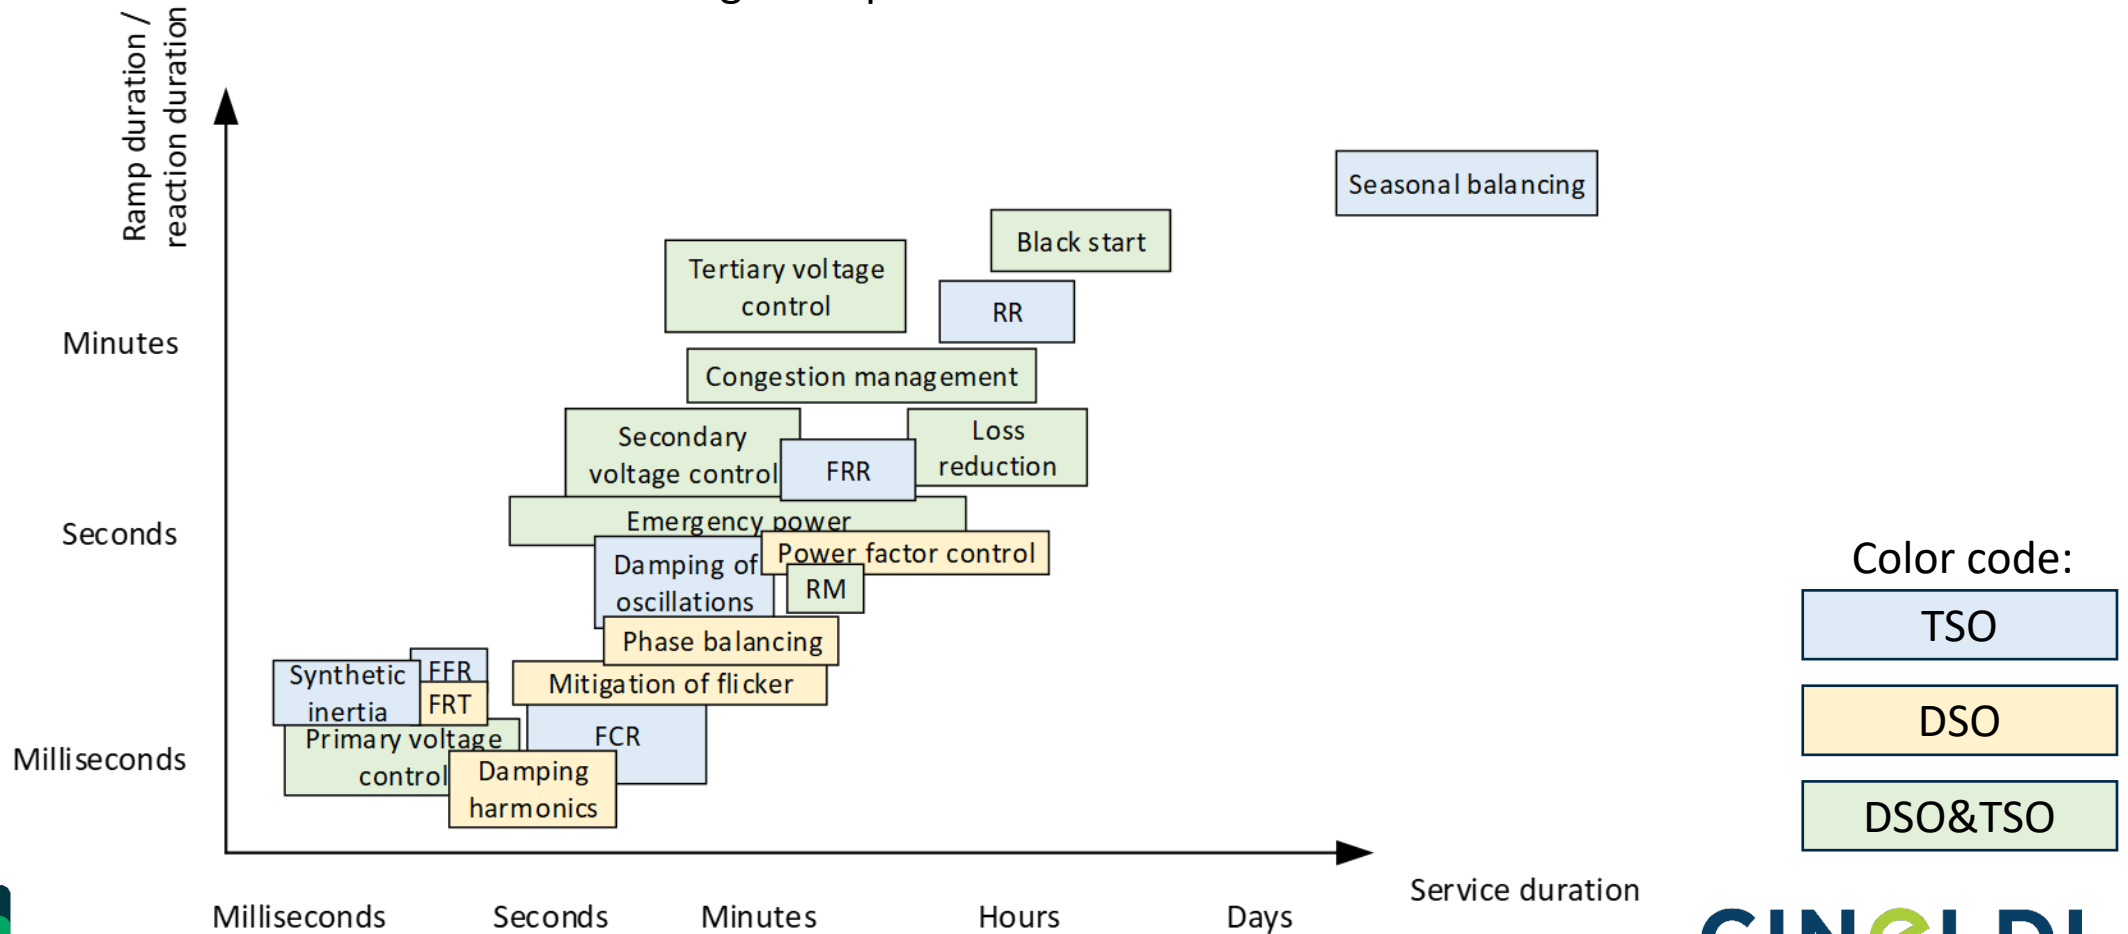 Ramp duration /
reaction duration
Seasonal balancing
Black start
Tertiary voltage
control
RR
Minutes
Congestion management
Secondary
voltage control
FRR
Loss
reduction
Emergency power
Seconds
Power factor control
Damping of
oscillations
RM
Phase balancing
Synthetic
inertia
FFR
FRT
Mitigation of flicker
Primary voltage
control
FCR
Milliseconds
Damping
harmonics
Service duration
Milliseconds
Seconds
Minutes
Hours
Days
Color code:
TSO
DSO
DSO&TSO
CINELDI